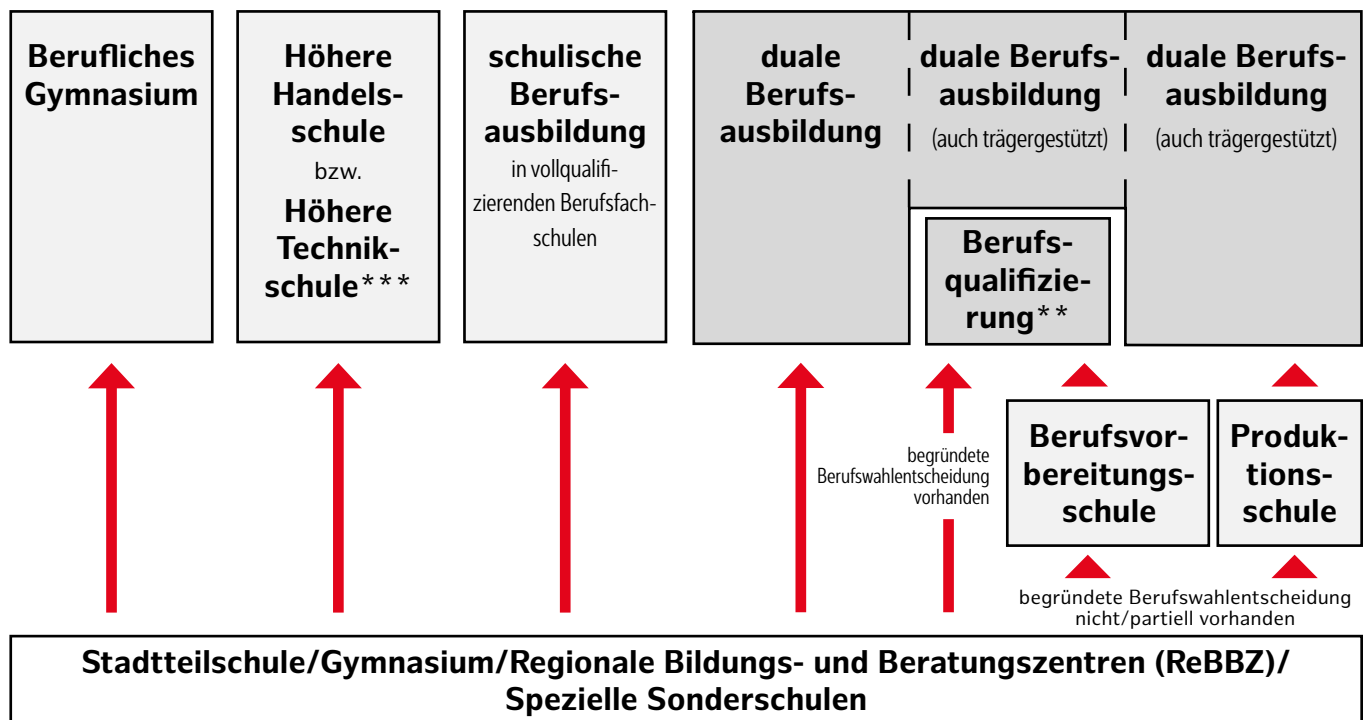 Berufliches
Gymnasium
Höhere
Handels-
schule
bzw.
Höhere
Technik-
schule***
schulische
Berufs-
ausbildung
in vollqualifi-
zierenden Berufsfach-
schulen
duale
Berufs-
ausbildung
duale Berufs-
ausbildung
(auch trägergestützt)
duale Berufs-
ausbildung
(auch trägergestützt)
Berufs-
qualifizie-
rung**
begründete
Berufswahlentscheidung
vorhanden
Berufsvor-
bereitungs-
schule
Produk-
tions-
schule
begründete Berufswahlentscheidung
nicht/partiell vorhanden
Stadtteilschule/Gymnasium/Regionale Bildungs- und Beratungszentren (ReBBZ)/
Spezielle Sonderschulen